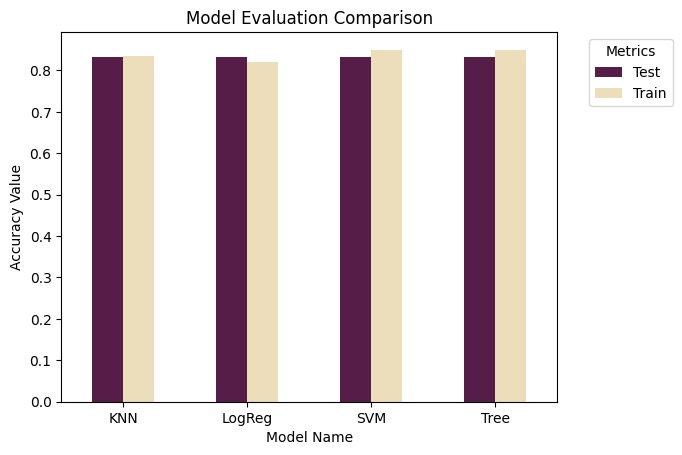 Model Evaluation Comparison
Metrics
Test
Train
Accuracy Value
0.8
0.7
0.6
0.5
0.4
0.3
0.2
0.1
0.0
KNN
LogReg
SVM
Tree
Model Name